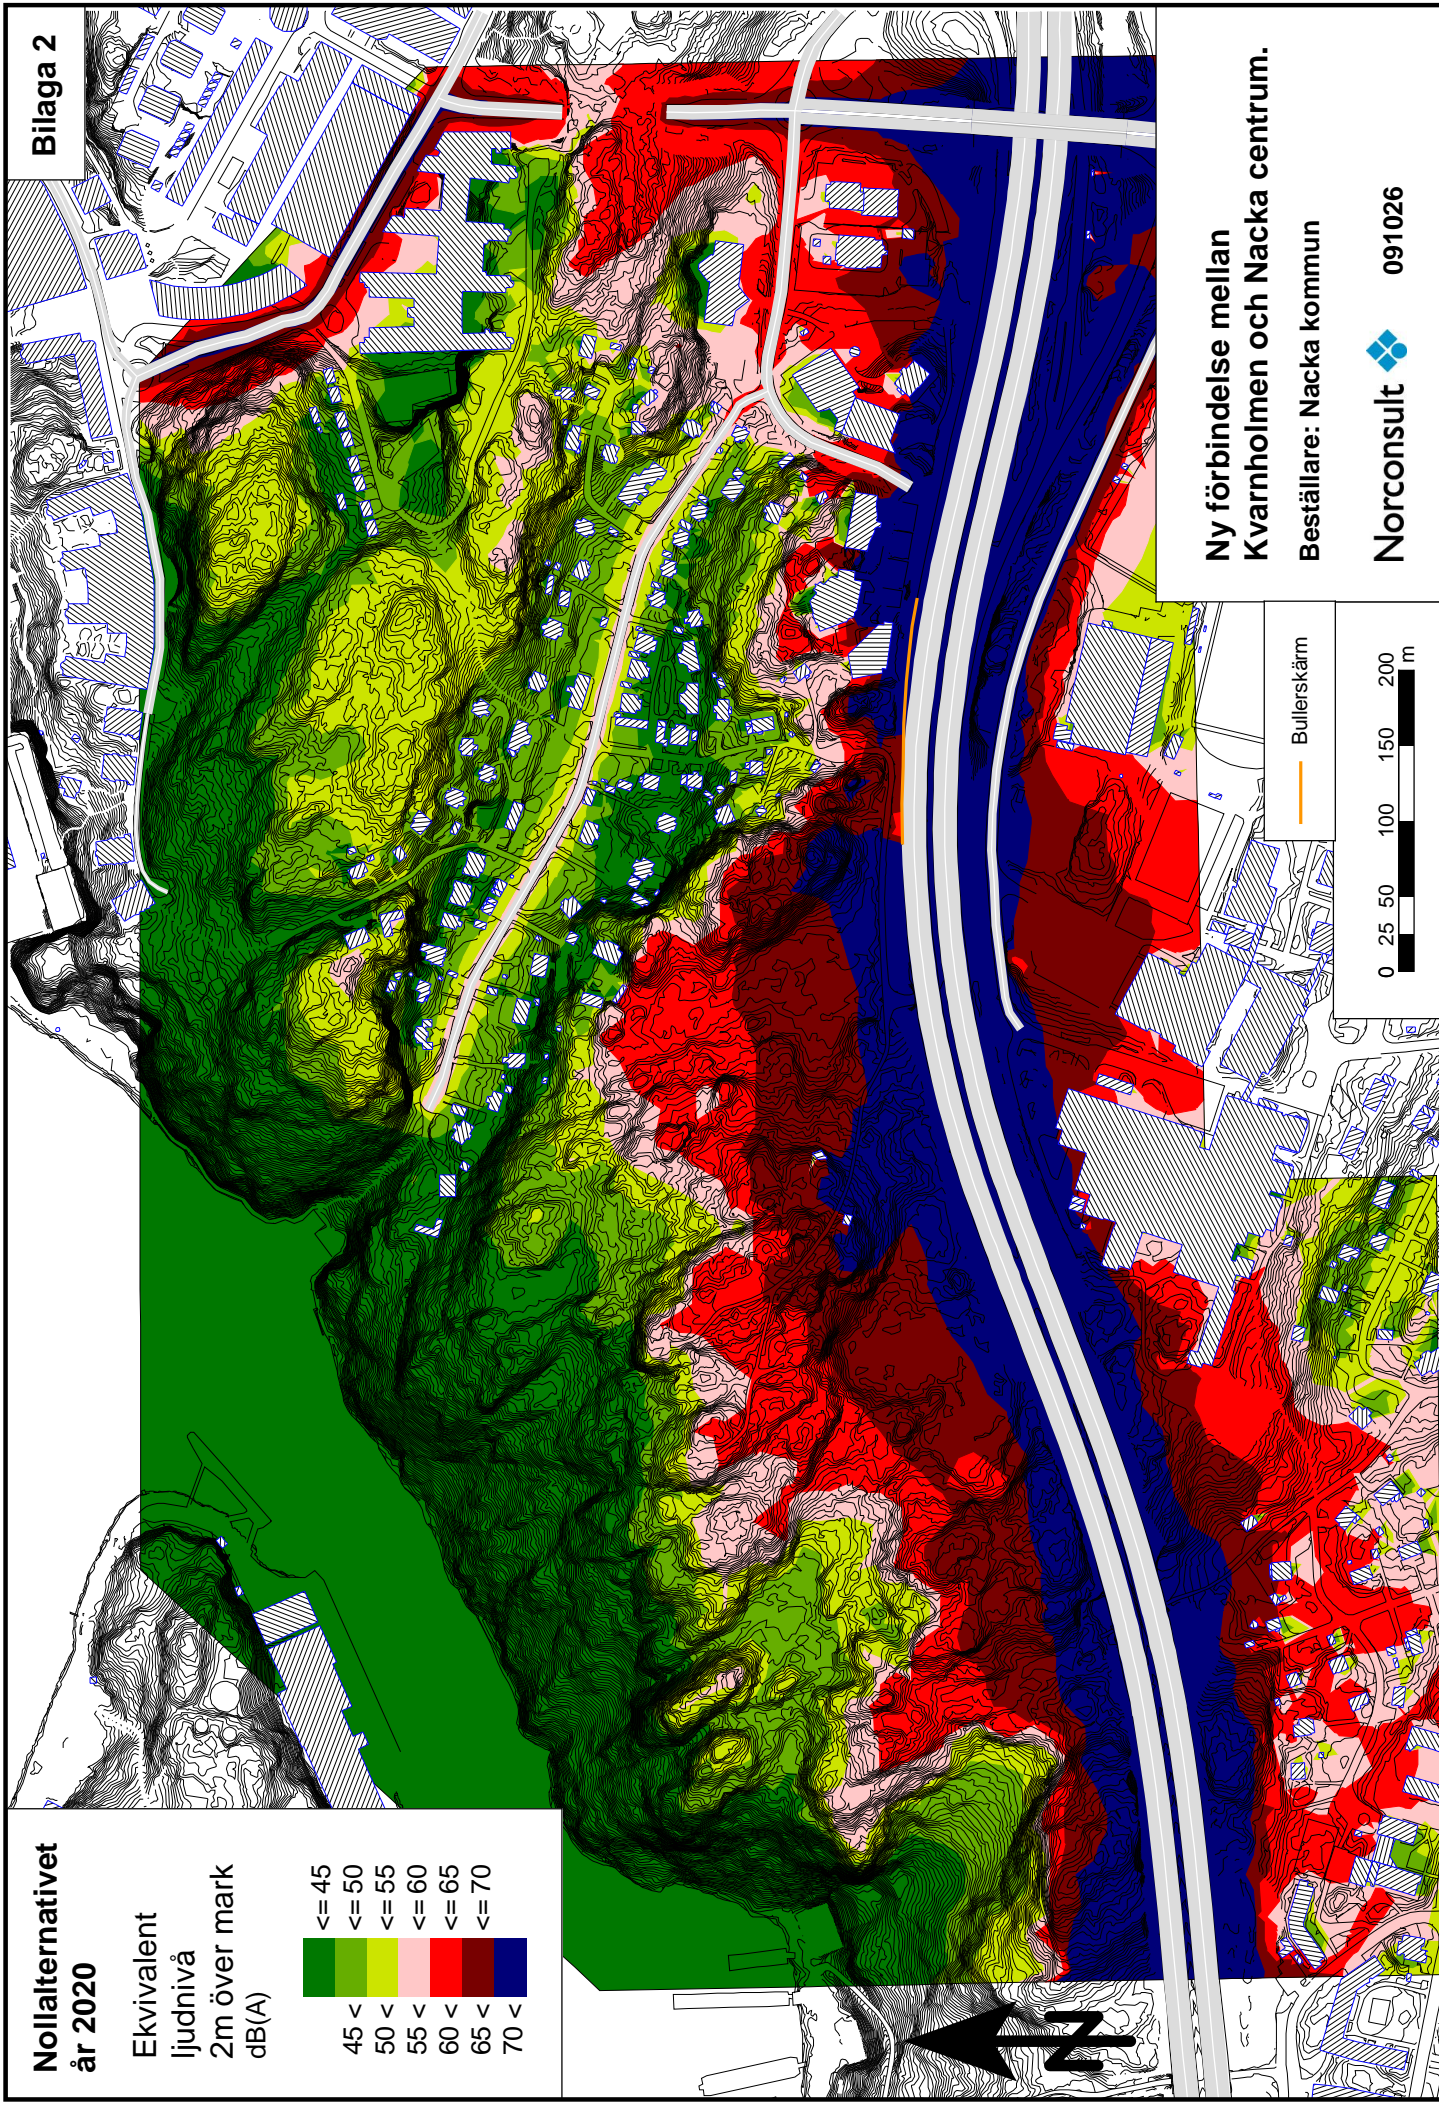 Bilaga 2
Nollalternativet
år 2020
Ekvivalent
ljudnivå
2m över mark
dB(A)
<= 45
45 < <= 50
50 < <= 55
55 < <= 60
60 < <= 65
65 < <= 70
70 <
N
Bullerskärm
0 25 50 100 150 200
m
Ny förbindelse mellan
Kvarnholmen och Nacka centrum.
Beställare: Nacka kommun
Norconsult 091026